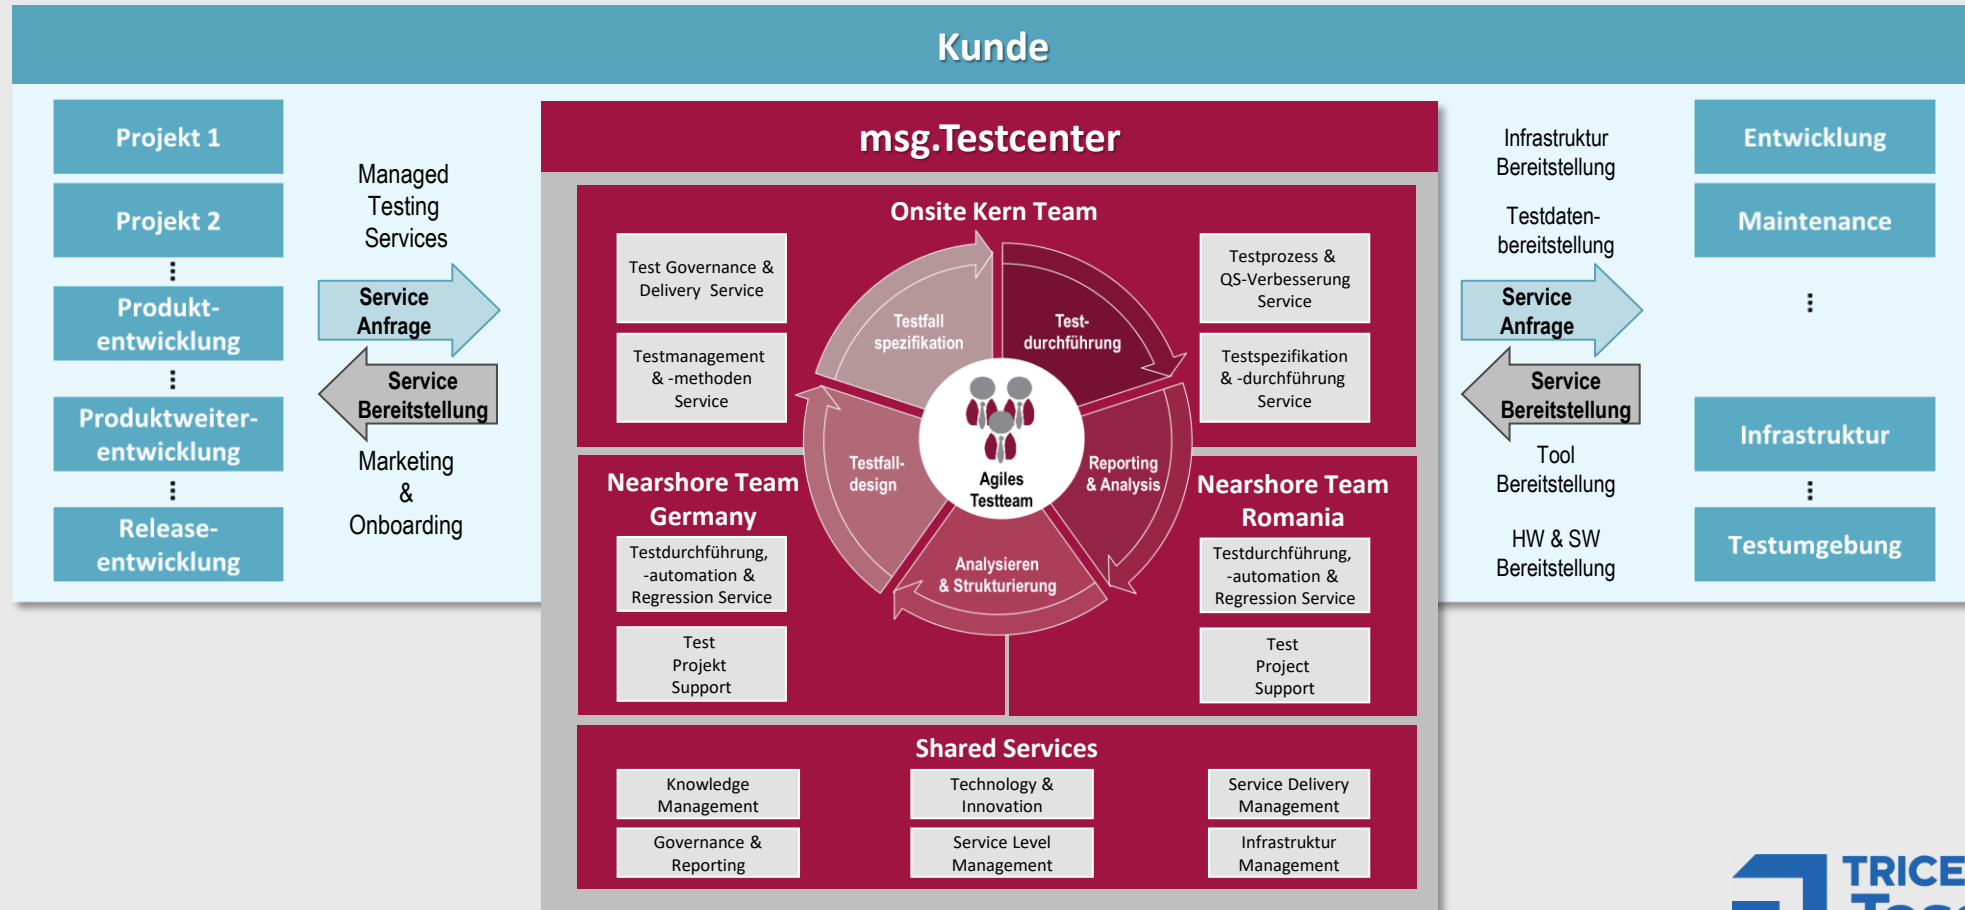 Kunde
Projekt 1
Projekt 2
Produkt-
entwicklung
Produktweiter-
entwicklung
Release-
entwicklung
Managed
Testing
Services
Service
Anfrage
Service
Bereitstellung
Marketing
&
Onboarding
msg.Testcenter
Onsite Kern Team
Test Governance &
Delivery Service
Testmanagement
& -methoden
Service
Testprozess &
QS-Verbesserung
Service
Testspezifikation
& -durchführung
Service
Testfall
spezifikation
Test-
durchführung
Reporting
& Analysis
Analysieren
& Strukturierung
Testfall-
design
Agiles
Testteam
Nearshore Team
Germany
Testdurchführung,
-automation &
Regression Service
Test
Projekt
Support
Nearshore Team
Romania
Testdurchführung,
-automation &
Regression Service
Test
Project
Support
Shared Services
Knowledge
Management
Technology &
Innovation
Service Delivery
Management
Governance &
Reporting
Service Level
Management
Infrastruktur
Management
Infrastruktur
Bereitstellung
Testdaten-
bereitstellung
Service
Anfrage
Service
Bereitstellung
Tool
Bereitstellung
HW & SW
Bereitstellung
Entwicklung
Maintenance
Infrastruktur
Testumgebung
TRICE